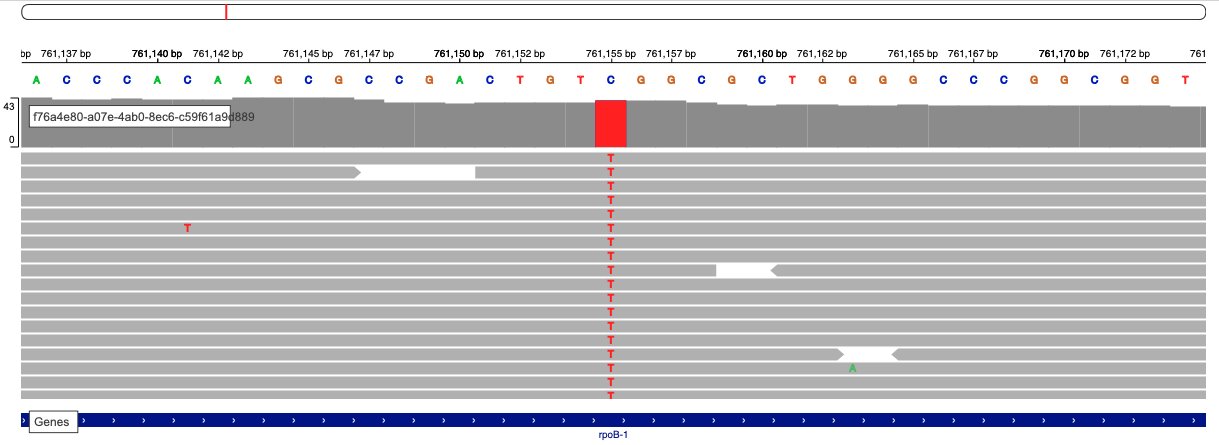 bp 761,137 bp 761,140 bp 761,142 bp 761,145 bp 761,147 bp 761,150 bp 761,152 bp 761,155 bp 761,157 bp 761,160 bp 761,162 bp 761,165 bp 761,167 bp 761,170 bp 761,172 bp 761
A C C C A C A A G C G C C G A C T G T C G G C G C T G G G G C C C G G C G G T
43
f76a4e80-a07e-4ab0-8ec6-c59f61a9d889
0
T
T
T
T
T
T T
T
T
T
T
T
T
T
T
T
T A
T
T
Genes
rpoB-1